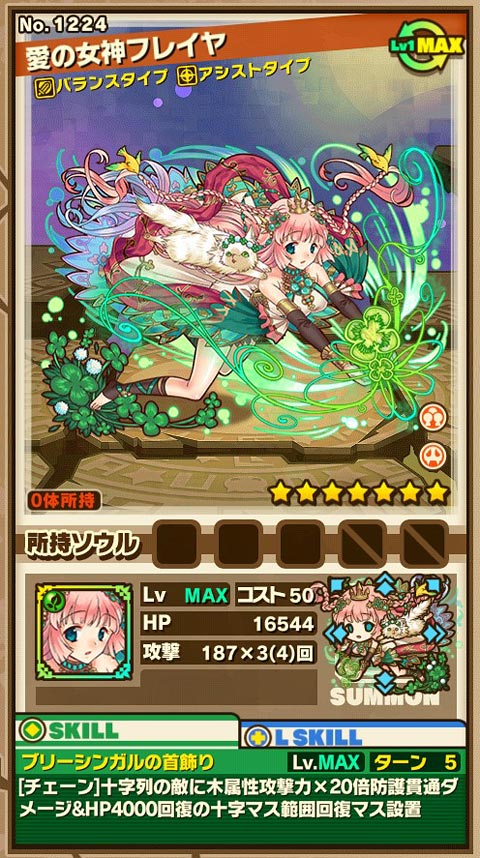 No.1224
愛の女神フレイヤ
Lv1 MAX
バランスタイプ アシストタイプ
0体所持
所持ソウル
Lv MAX コスト50
HP 16544
攻撃 187×3(4)回
SUMMON
SKILL L SKILL
ブリーシンガルの首飾り Lv.MAX ターン 5
[チェーン]十字列の敵に木属性攻撃力×20倍防護貫通ダ
メージ&HP4000回復の十字マス範囲回復マス設置